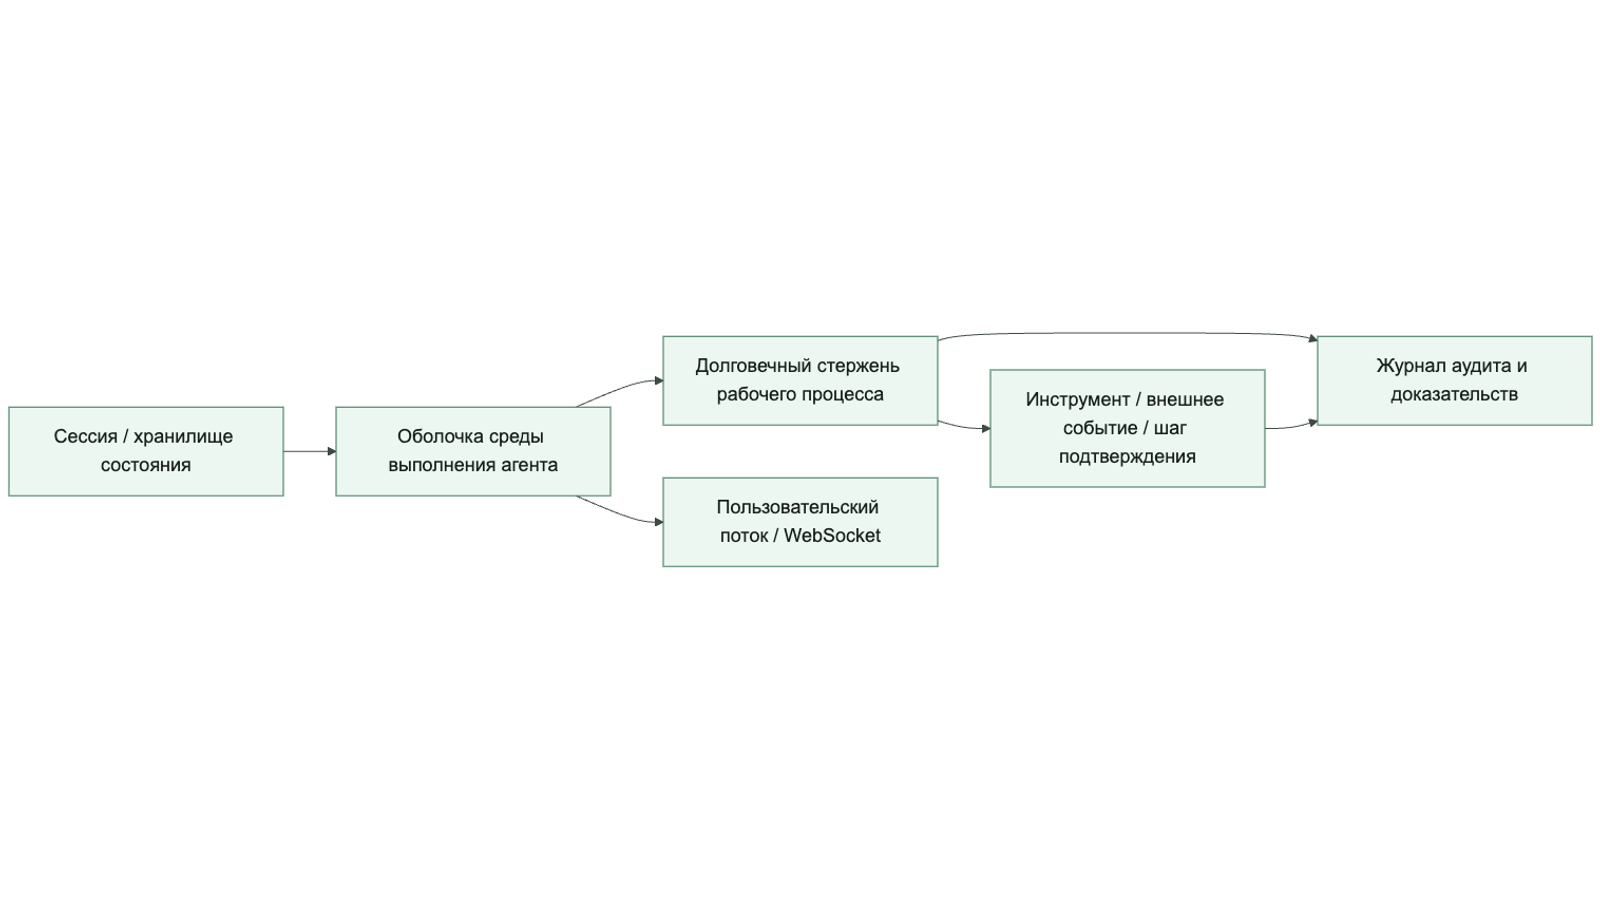 Сессия / хранилище
состояния
Оболочка среды
выполнения агента
Долговечный стержень
рабочего процесса
Пользовательский
поток / WebSocket
Инструмент / внешнее
событие / шаг
подтверждения
Журнал аудита и
доказательств